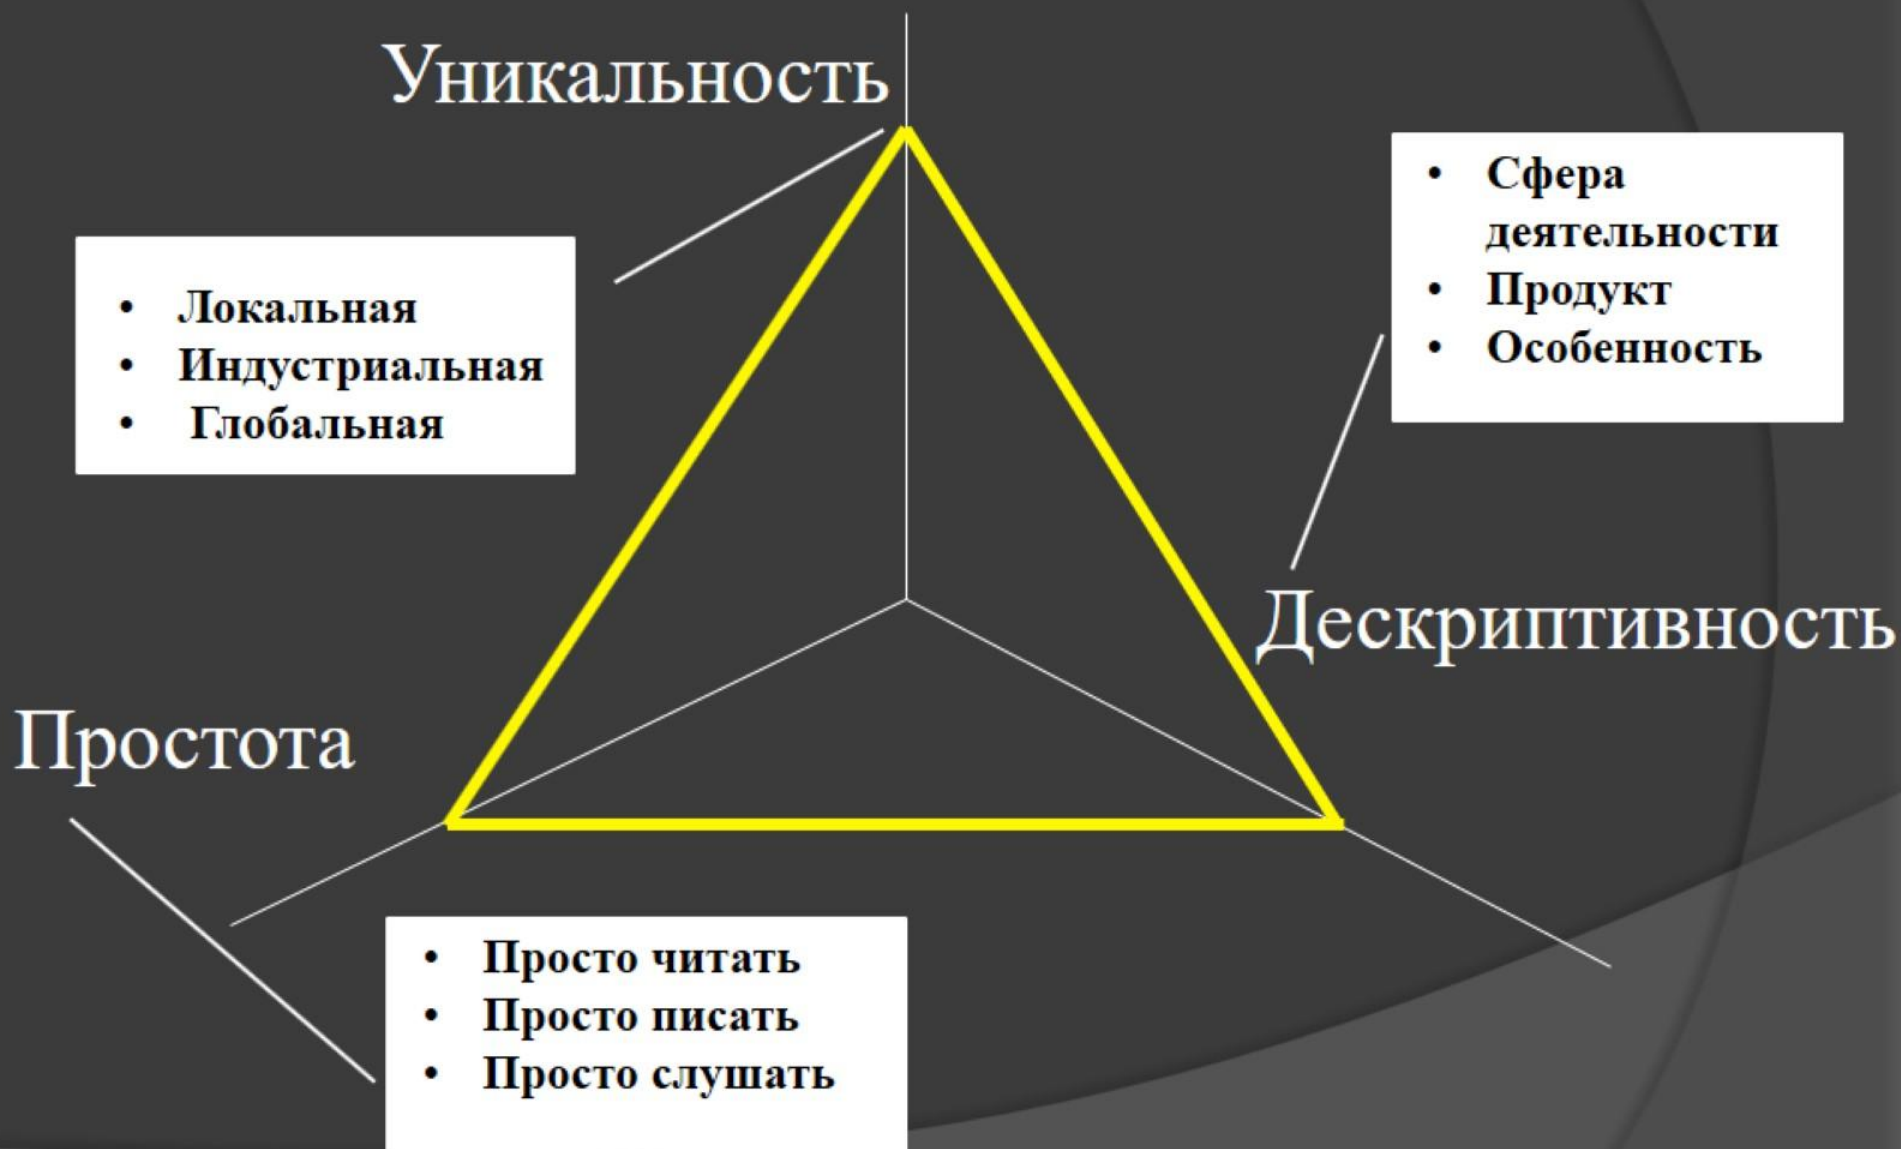 Уникальность
• Локальная
• Индустриальная
• Глобальная
• Сфера
деятельности
• Продукт
• Особенность
Дескриптивность
Простота
• Просто читать
• Просто писать
• Просто слушать